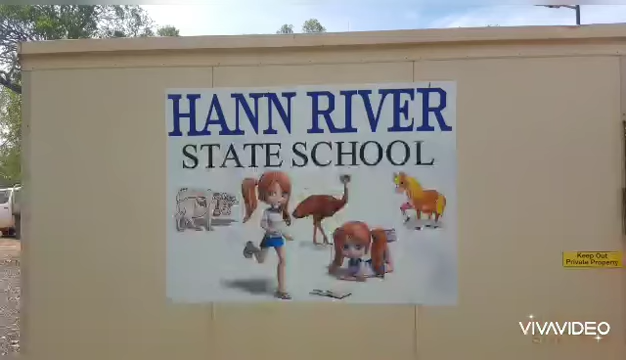 HANN RIVER
STATE SCHOOL
Keep Out
Private Property
VIVAVIDEO